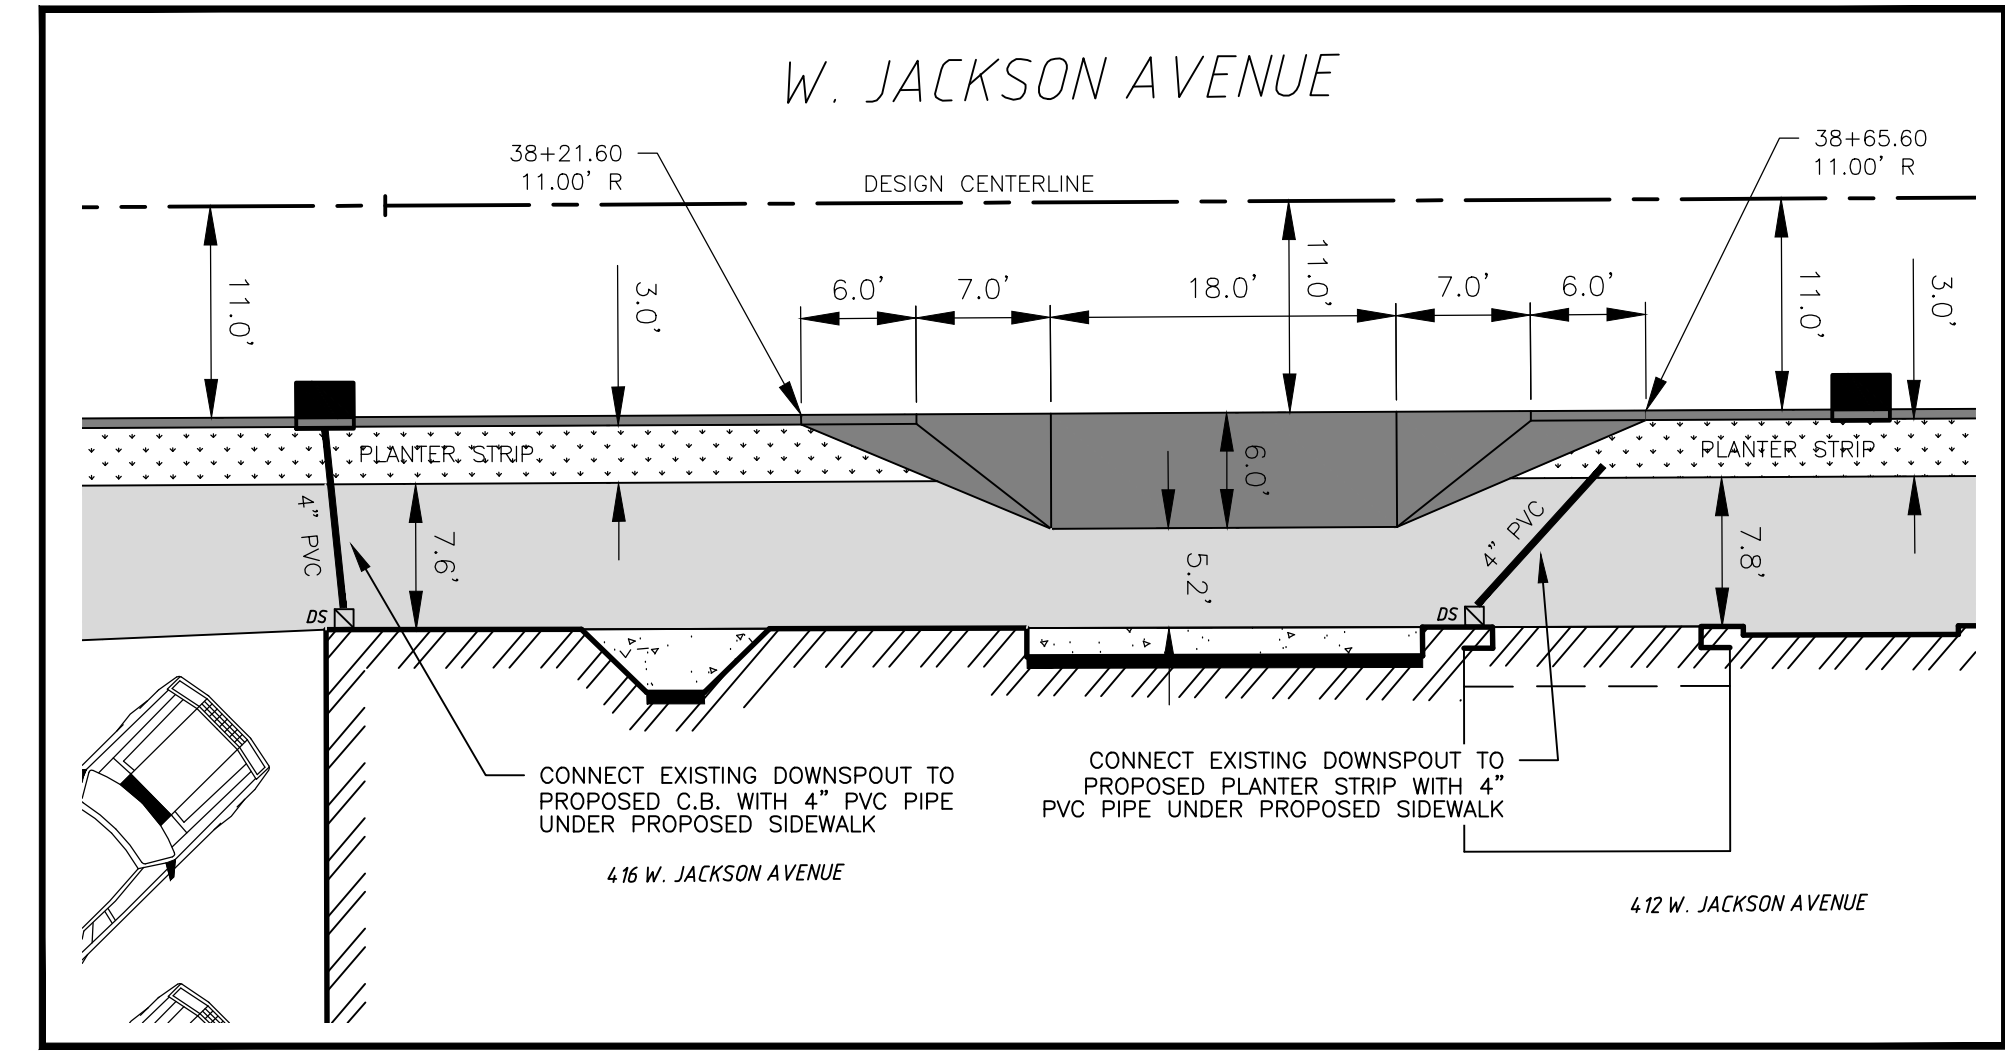 W. JACKSON AVENUE
38+21.60
11.00' R
38+65.60
11.00' R
DESIGN CENTERLINE
11.0'
3.0'
6.0'
7.0'
18.0'
11.0'
7.0'
6.0'
11.0'
3.0'
PLANTER STRIP
PLANTER STRIP
6.0'
4" PVC
7.6'
5.2'
4" PVC
7.8'
DS
DS
CONNECT EXISTING DOWNSPOUT TO
PROPOSED C.B. WITH 4" PVC PIPE
UNDER PROPOSED SIDEWALK
CONNECT EXISTING DOWNSPOUT TO
PROPOSED PLANTER STRIP WITH 4"
PVC PIPE UNDER PROPOSED SIDEWALK
416 W. JACKSON AVENUE
412 W. JACKSON AVENUE